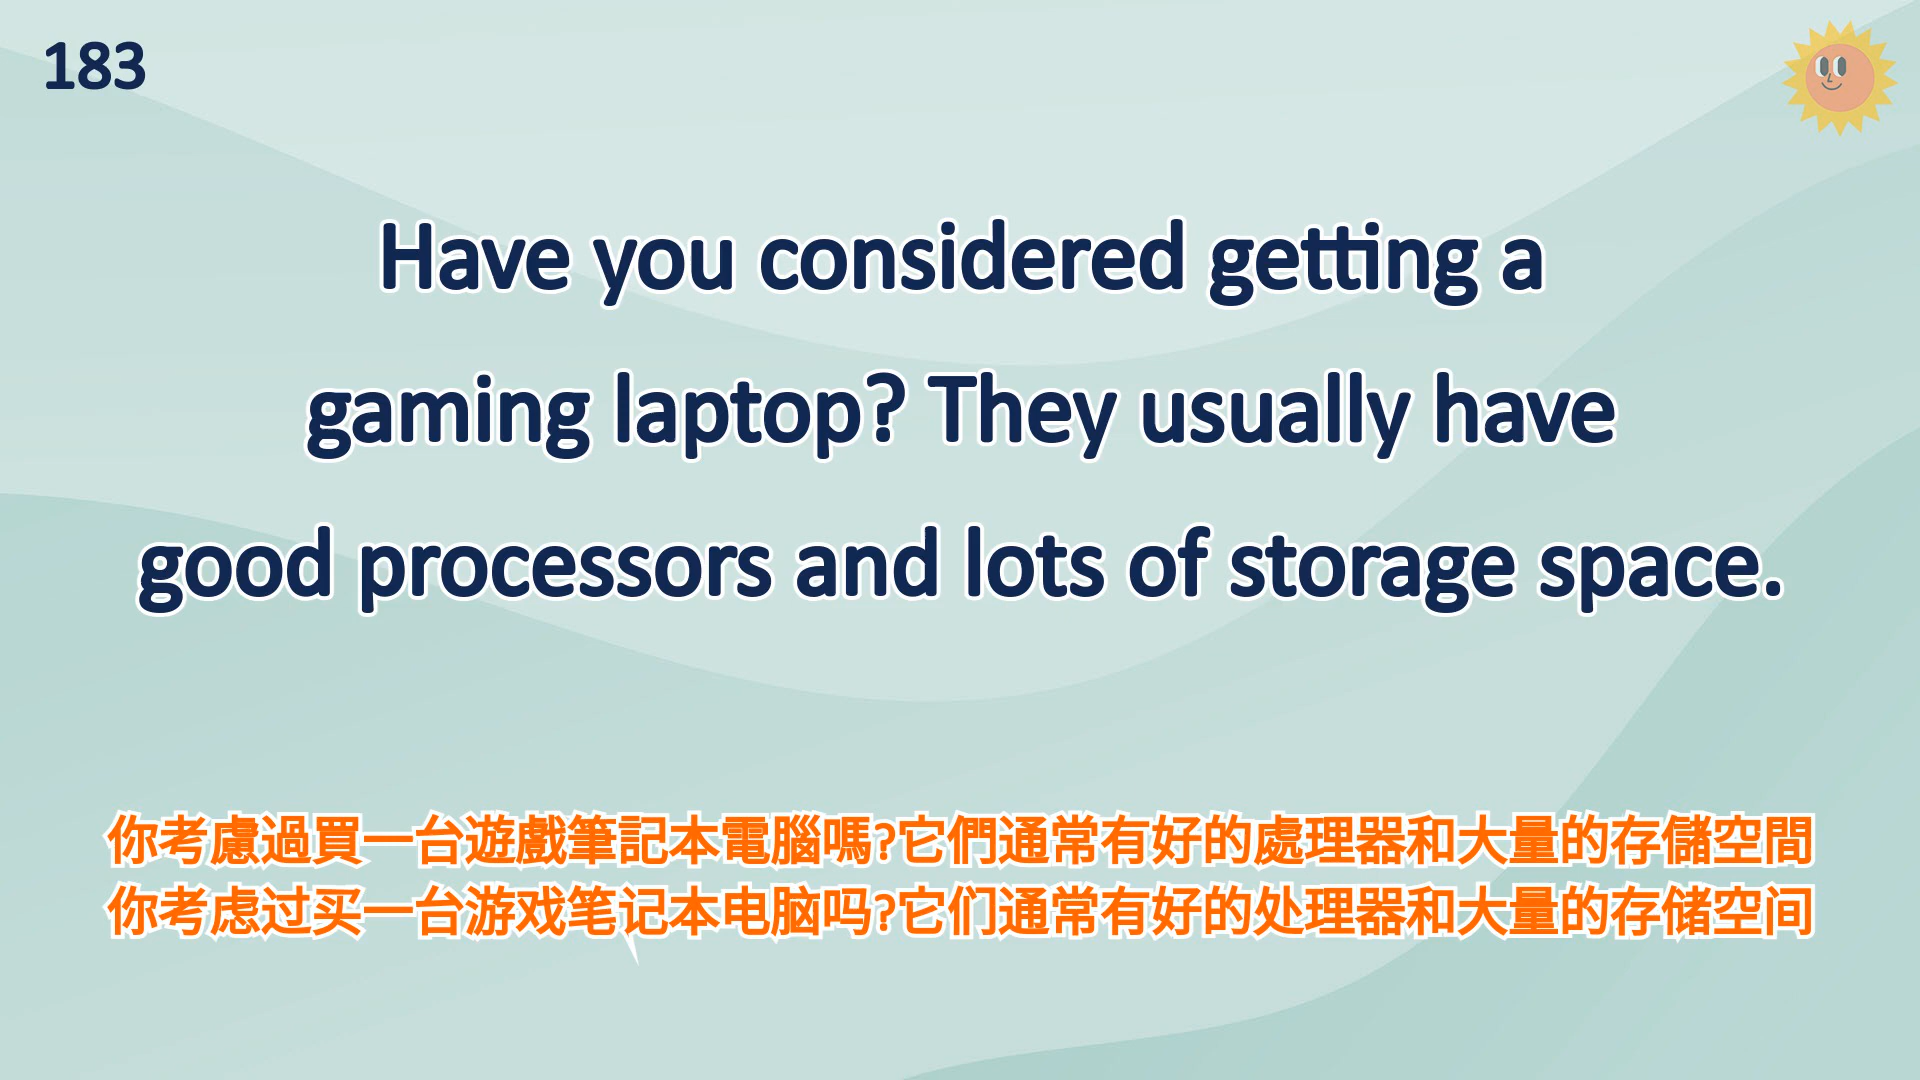 183
Have you considered getting a
gaming laptop? They usually have
good processors and lots of storage space.
你考慮過買一台遊戲筆記本電腦嗎?它們通常有好的處理器和大量的存儲空間
你考虑过买一台游戏笔记本电脑吗?它们通常有好的处理器和大量的存储空间